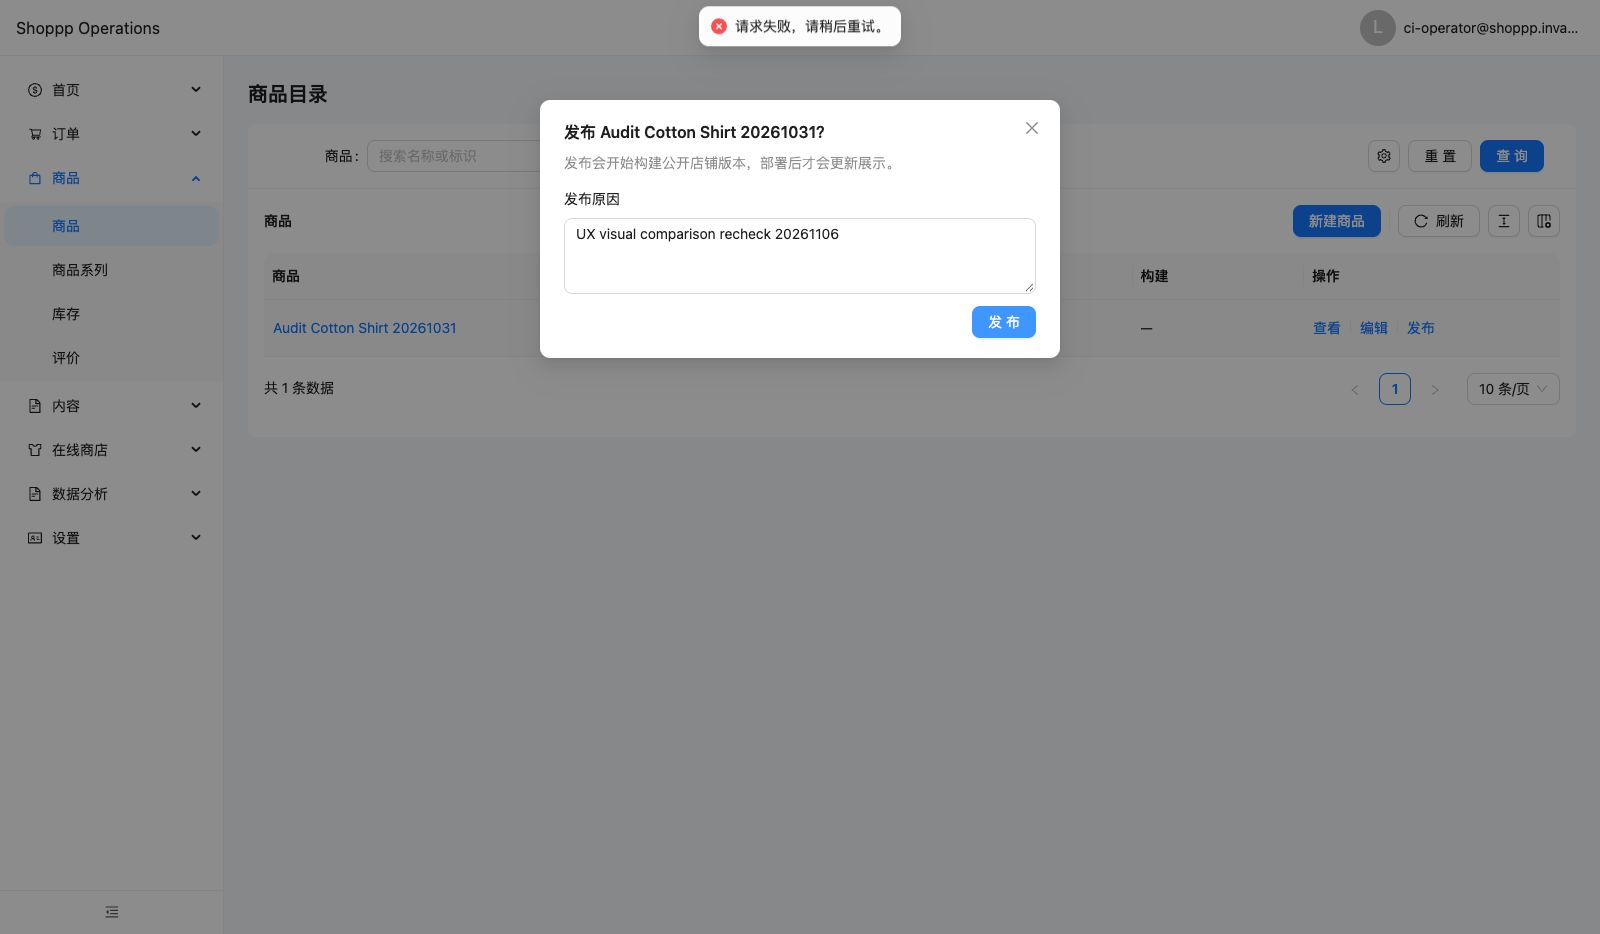 Shoppp Operations
请求失败，请稍后重试。
L
ci-operator@shoppp.inva...
首页
订单
商品
商品
商品系列
库存
评价
内容
在线商店
数据分析
设置
商品目录
商品：
搜索名称或标识
重 置
查 询
商品
新建商品
刷新
商品
构建
操作
Audit Cotton Shirt 20261031
—
查看
编辑
发布
共 1 条数据
1
10 条/页
发布 Audit Cotton Shirt 20261031?
发布会开始构建公开店铺版本，部署后才会更新展示。
发布原因
UX visual comparison recheck 20261106
发 布